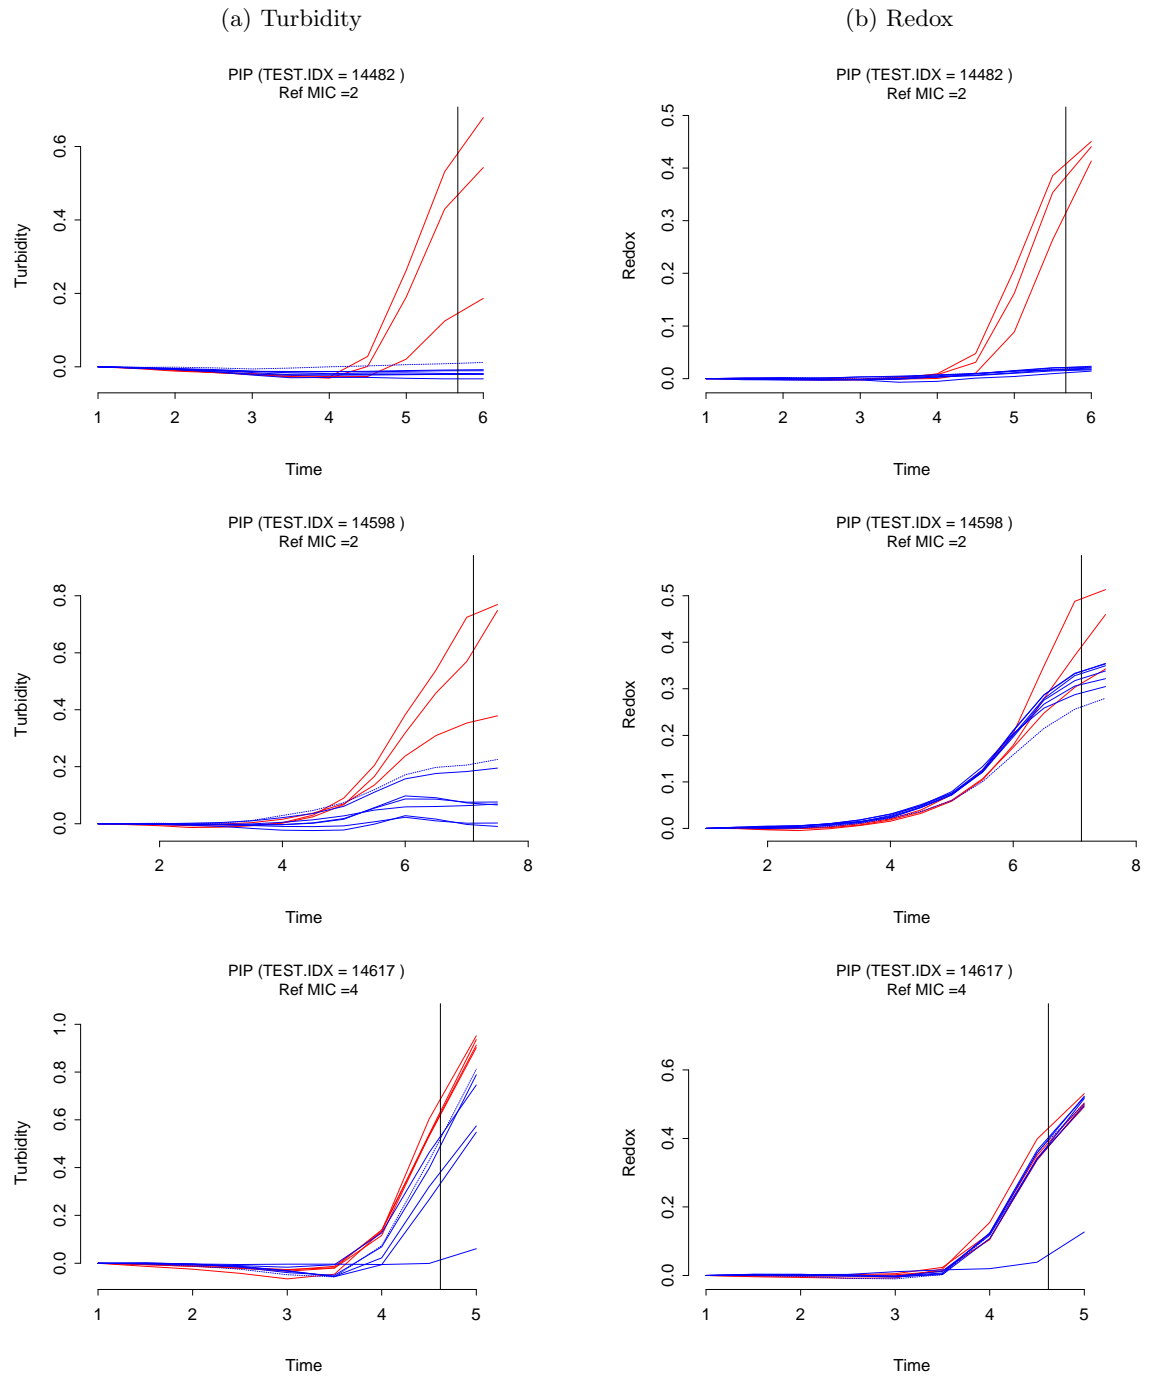 (a) Turbidity
(b) Redox
PIP (TEST.IDX = 14482 )
Ref MIC =2
Turbidity
0.0 0.2 0.4 0.6
1 2 3 4 5 6
Time
PIP (TEST.IDX = 14482 )
Ref MIC =2
Redox
0.0 0.1 0.2 0.3 0.4 0.5
1 2 3 4 5 6
Time
PIP (TEST.IDX = 14598 )
Ref MIC =2
Turbidity
0.0 0.2 0.4 0.6 0.8
2 4 6 8
Time
PIP (TEST.IDX = 14598 )
Ref MIC =2
Redox
0.0 0.1 0.2 0.3 0.4 0.5
2 4 6 8
Time
PIP (TEST.IDX = 14617 )
Ref MIC =4
Turbidity
0.0 0.2 0.4 0.6 0.8 1.0
1 2 3 4 5
Time
PIP (TEST.IDX = 14617 )
Ref MIC =4
Redox
0.0 0.2 0.4 0.6
1 2 3 4 5
Time